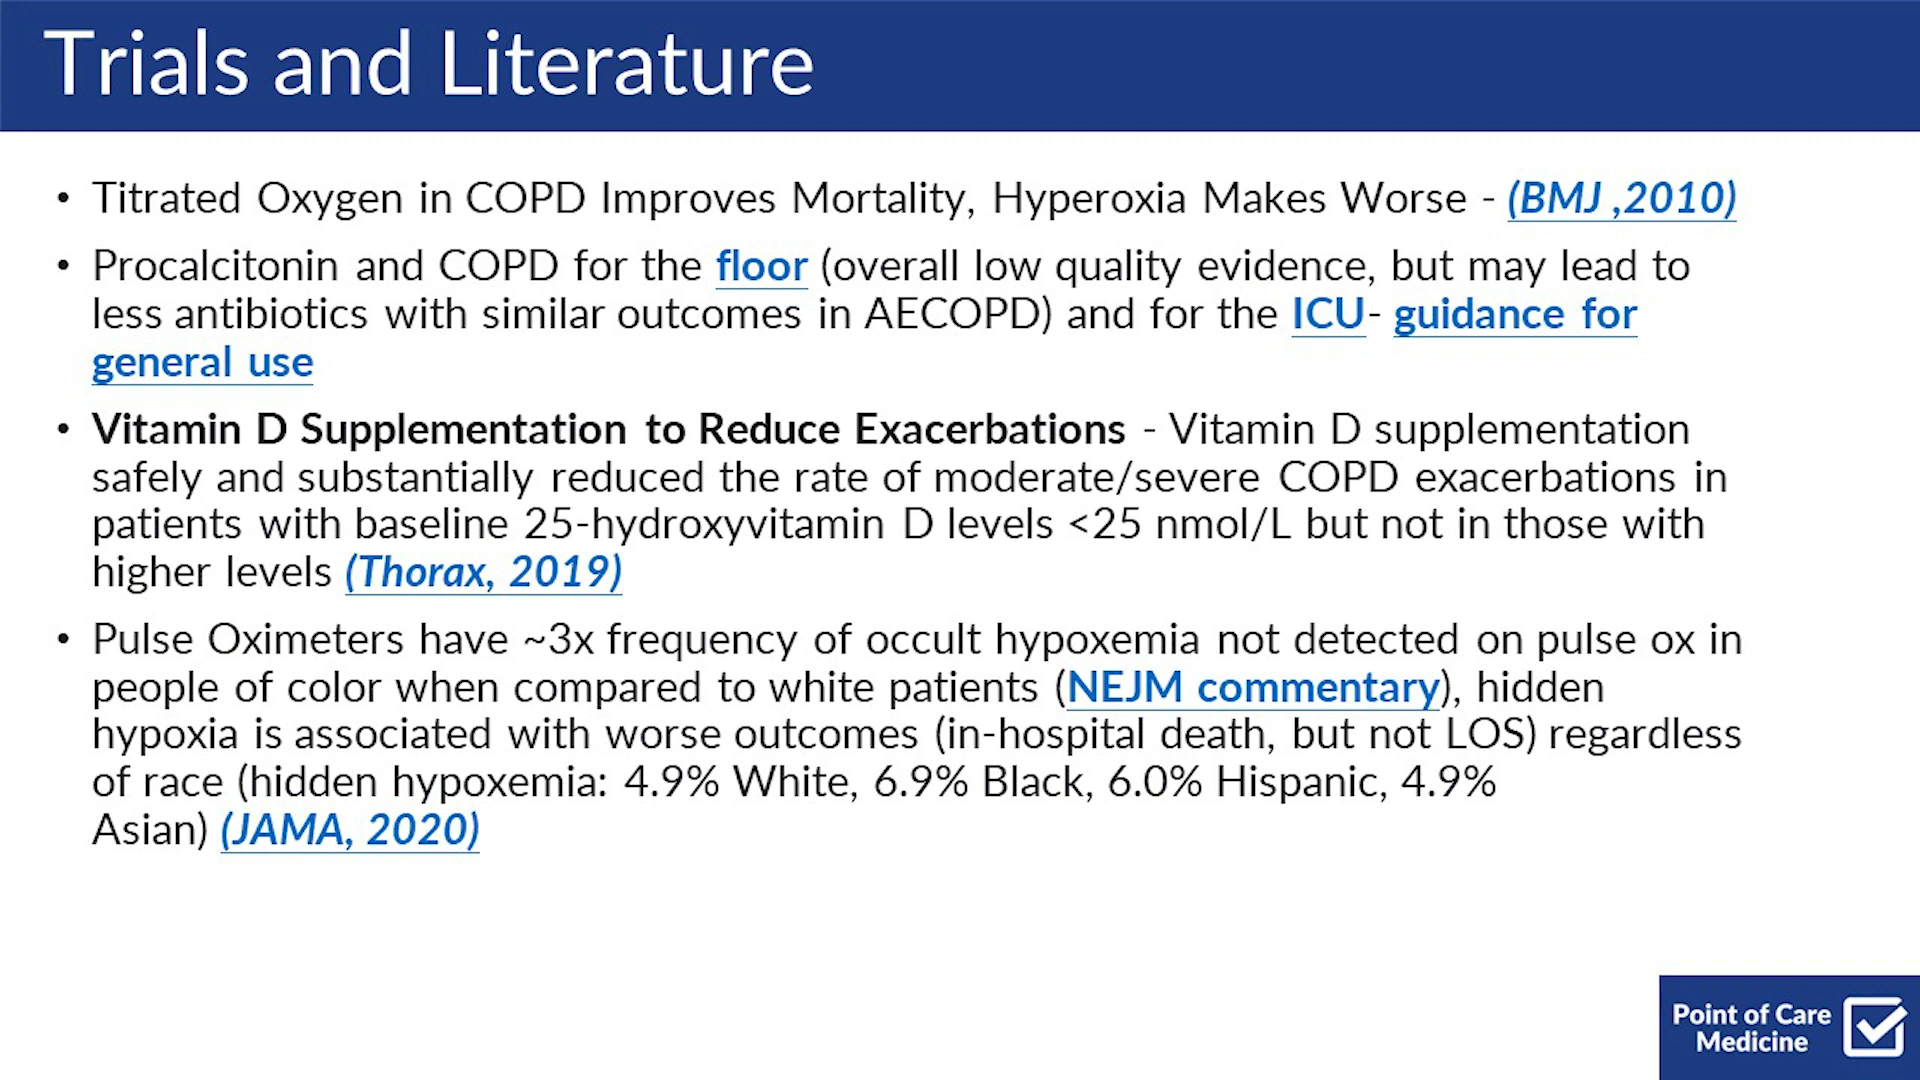 Trials and Literature
• Titrated Oxygen in COPD Improves Mortality, Hyperoxia Makes Worse - (BMJ ,2010)
• Procalcitonin and COPD for the floor (overall low quality evidence, but may lead to
less antibiotics with similar outcomes in AECOPD) and for the ICU- guidance for
general use
• Vitamin D Supplementation to Reduce Exacerbations - Vitamin D supplementation
safely and substantially reduced the rate of moderate/severe COPD exacerbations in
patients with baseline 25-hydroxyvitamin D levels <25 nmol/L but not in those with
higher levels (Thorax, 2019)
• Pulse Oximeters have ~3x frequency of occult hypoxemia not detected on pulse ox in
people of color when compared to white patients (NEJM commentary), hidden
hypoxia is associated with worse outcomes (in-hospital death, but not LOS) regardless
of race (hidden hypoxemia: 4.9% White, 6.9% Black, 6.0% Hispanic, 4.9%
Asian) (JAMA, 2020)
Point of Care
Medicine